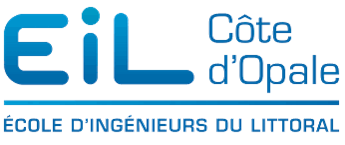 EiL Côte
d'Opale
ÉCOLE D'INGÉNIEURS DU LITTORAL